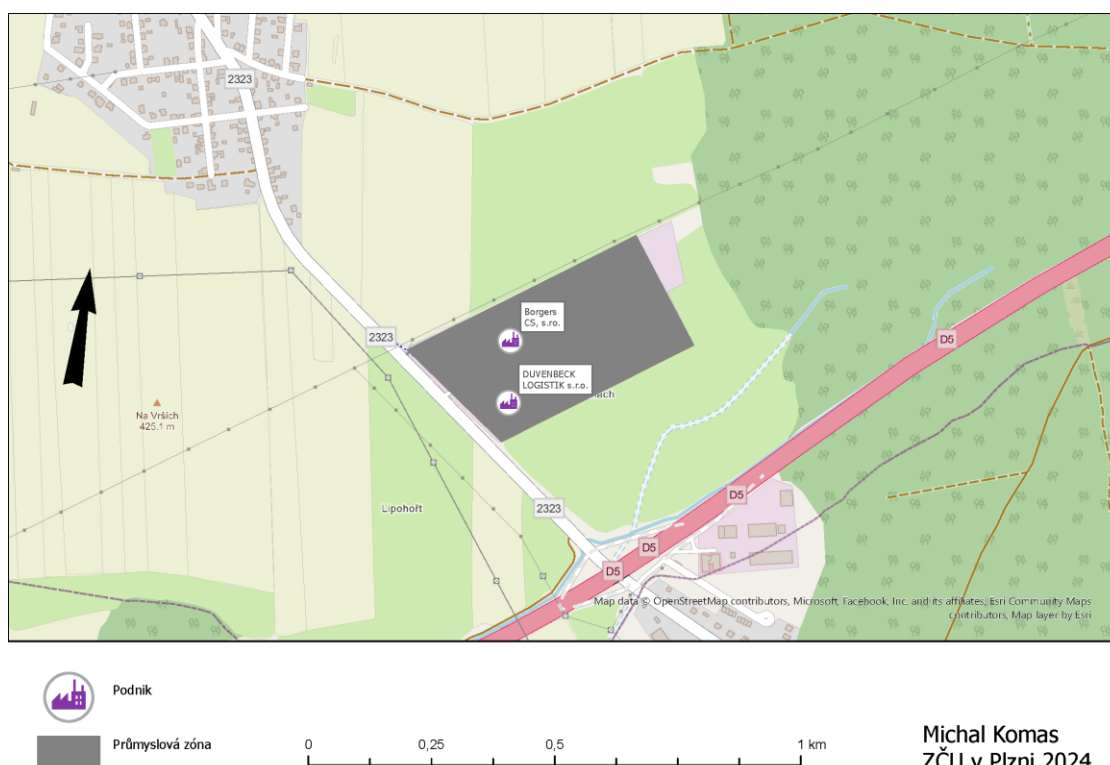 2323
Borgers
CS, s.ro.
2323
DUVENBECK
LOGISTIK s.r.o.
D5
Na Vršich
425.1 m
D5
Lipohořt
2323
D5
D5
Map data © OpenStreetMap contributors, Microsoft, Facebook, Inc. and its affiliates, Esri Community Maps
contributors, Map layer by Esri
Podnik
Průmyslová zóna
0 0,25 0,5 1 km
Michal Komas
ZČU v Plzni 2024